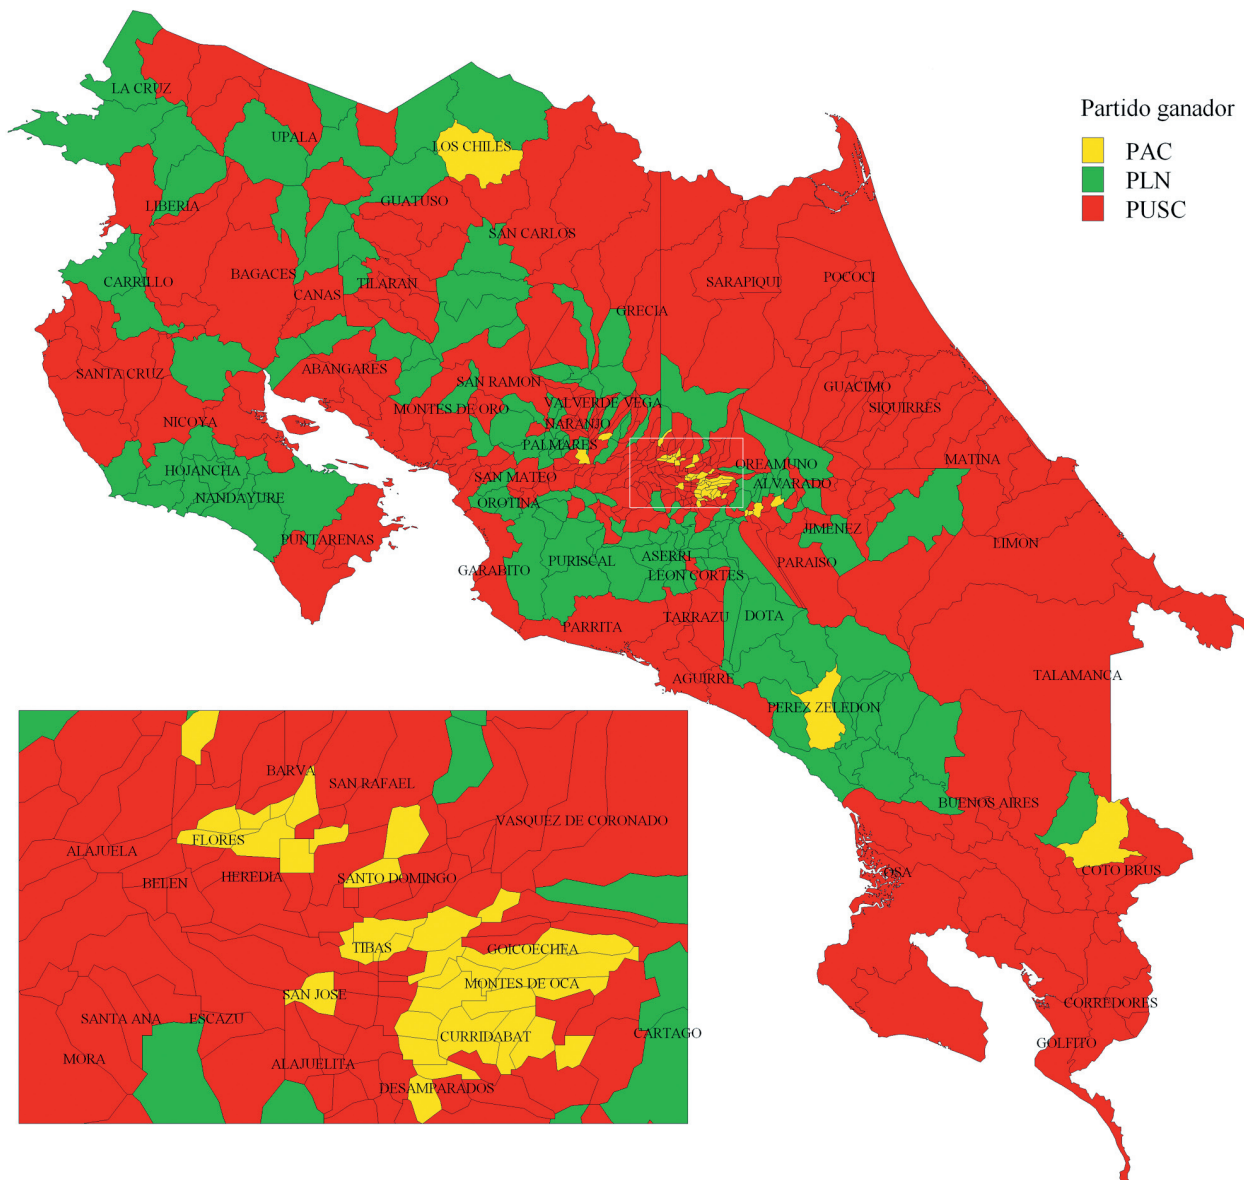 Partido ganador
PAC
PLN
PUSC
LA CRUZ
UPALA
LOS CHILES
LIBERIA
GUATUSO
SAN CARLOS
CARRILLO
BAGACES
CANAS
TILARAN
GRECIA
SARAPIQUI
POCOCI
SANTA CRUZ
ABANGARES
SAN RAMON
GUACIMO
SIQUIRRES
NICOYA
MONTES DE ORO
VALVERDE VEGA
NARANJO
PALMARES
MATINA
HOJANCHA
NANDAYURE
SAN MATEO
OROTINA
OREAMUNO
ALVARADO
PUNTARENAS
JIMENEZ
LIMON
GARABITO
PURISCAL
ASERRI
LEON CORTES
PARAISO
PARRITA
TARRAZU
DOTA
AGUIRRE
TALAMANCA
PEREZ ZELEDON
BUENOS AIRES
OSA
COTO BRUS
CORREDORES
GOLFITO
BARVA
SAN RAFAEL
VASQUEZ DE CORONADO
FLORES
ALAJUELA
BELEN
HEREDIA
SANTO DOMINGO
TIBAS
GOICOECHEA
MONTES DE OCA
SAN JOSE
SANTA ANA
ESCAZU
CURRIDABAT
CARTAGO
MORA
ALAJUELITA
DESAMPARADOS